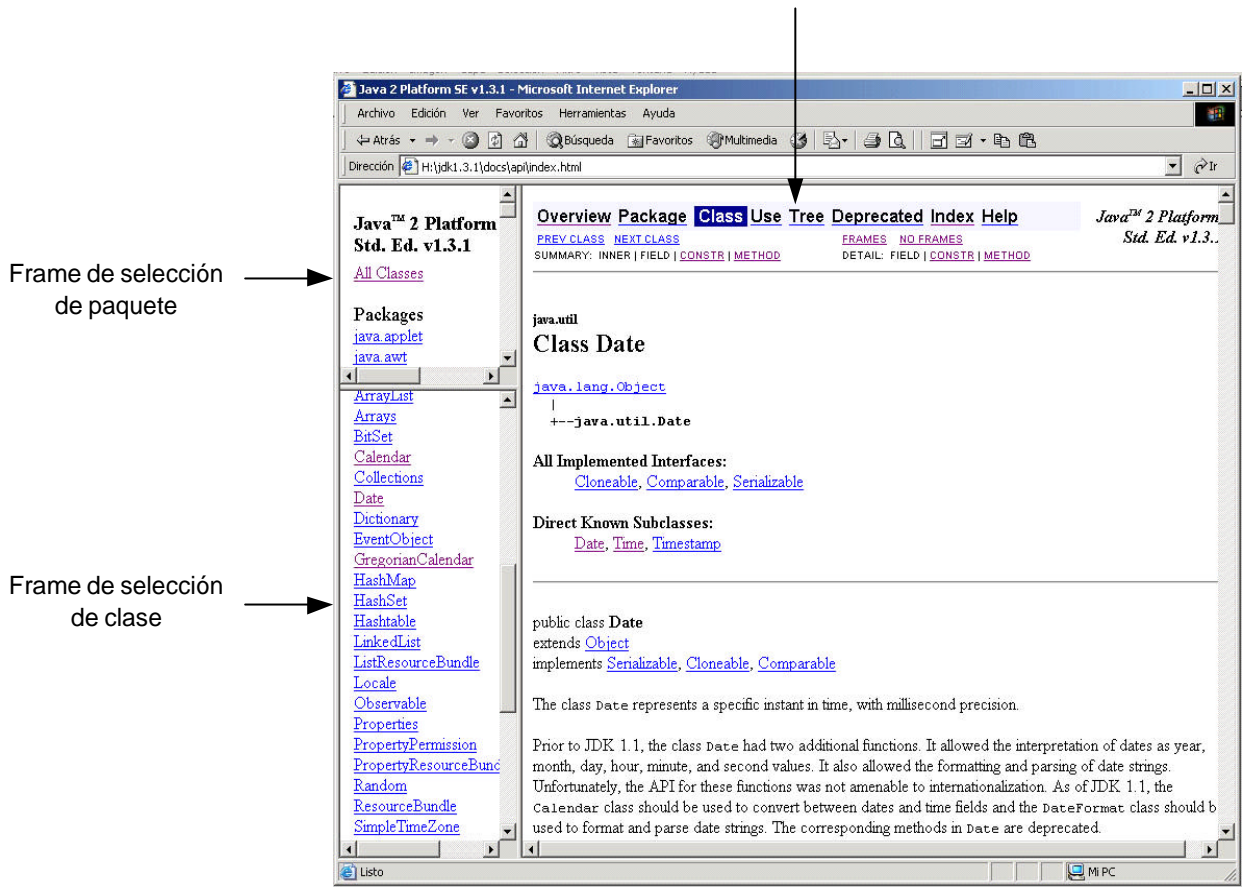 Java 2 Platform SE v1.3.1 - Microsoft Internet Explorer
Archivo Edición Ver Favoritos Herramientas Ayuda
Atrás Búsqueda Favoritos Multimedia
Dirección H:\jdk1.3.1\docs\api\index.html Ir
Frame de selección
de paquete
Java™ 2 Platform
Std. Ed. v1.3.1
All Classes
Packages
java.applet
java.awt
Frame de selección
de clase
ArrayList
Arrays
BitSet
Calendar
Collections
Date
Dictionary
EventObject
GregorianCalendar
HashMap
HashSet
Hashtable
LinkedList
ListResourceBundle
Locale
Observable
Properties
PropertyPermission
PropertyResourceBund
Random
ResourceBundle
SimpleTimeZone
Overview Package Class Use Tree Deprecated Index Help
Java™ 2 Platform
Std. Ed. v1.3..
PREV CLASS NEXT CLASS FRAMES NO FRAMES
SUMMARY: INNER | FIELD | CONSTR | METHOD DETAIL: FIELD | CONSTR | METHOD
java.util
Class Date
java.lang.Object
|
+--java.util.Date
All Implemented Interfaces:
Cloneable, Comparable, Serializable
Direct Known Subclasses:
Date, Time, Timestamp
public class Date
extends Object
implements Serializable, Cloneable, Comparable
The class Date represents a specific instant in time, with millisecond precision.
Prior to JDK 1.1, the class Date had two additional functions. It allowed the interpretation of dates as year,
month, day, hour, minute, and second values. It also allowed the formatting and parsing of date strings.
Unfortunately, the API for these functions was not amenable to internationalization. As of JDK 1.1, the
Calendar class should be used to convert between dates and time fields and the DateFormat class should b
used to format and parse date strings. The corresponding methods in Date are deprecated.
Listo
Mi PC